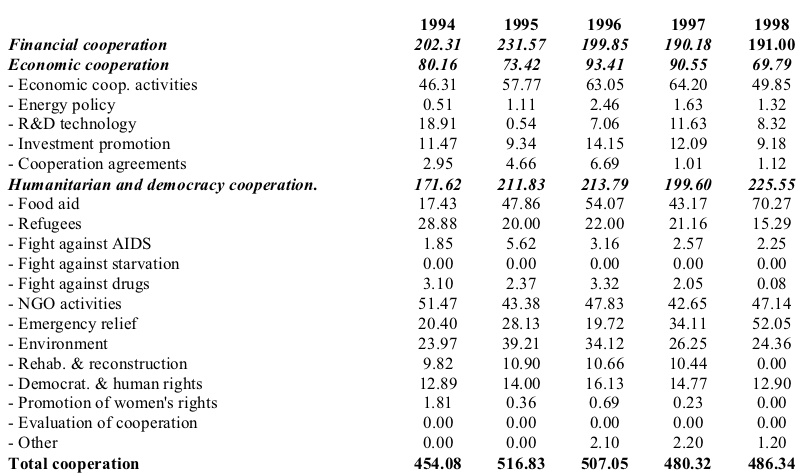 1994 1995 1996 1997 1998
Financial cooperation 202.31 231.57 199.85 190.18 191.00
Economic cooperation 80.16 73.42 93.41 90.55 69.79
- Economic coop. activities 46.31 57.77 63.05 64.20 49.85
- Energy policy 0.51 1.11 2.46 1.63 1.32
- R&D technology 18.91 0.54 7.06 11.63 8.32
- Investment promotion 11.47 9.34 14.15 12.09 9.18
- Cooperation agreements 2.95 4.66 6.69 1.01 1.12
Humanitarian and democracy cooperation. 171.62 211.83 213.79 199.60 225.55
- Food aid 17.43 47.86 54.07 43.17 70.27
- Refugees 28.88 20.00 22.00 21.16 15.29
- Fight against AIDS 1.85 5.62 3.16 2.57 2.25
- Fight against starvation 0.00 0.00 0.00 0.00 0.00
- Fight against drugs 3.10 2.37 3.32 2.05 0.08
- NGO activities 51.47 43.38 47.83 42.65 47.14
- Emergency relief 20.40 28.13 19.72 34.11 52.05
- Environment 23.97 39.21 34.12 26.25 24.36
- Rehab. & reconstruction 9.82 10.90 10.66 10.44 0.00
- Democrat. & human rights 12.89 14.00 16.13 14.77 12.90
- Promotion of women's rights 1.81 0.36 0.69 0.23 0.00
- Evaluation of cooperation 0.00 0.00 0.00 0.00 0.00
- Other 0.00 0.00 2.10 2.20 1.20
Total cooperation 454.08 516.83 507.05 480.32 486.34